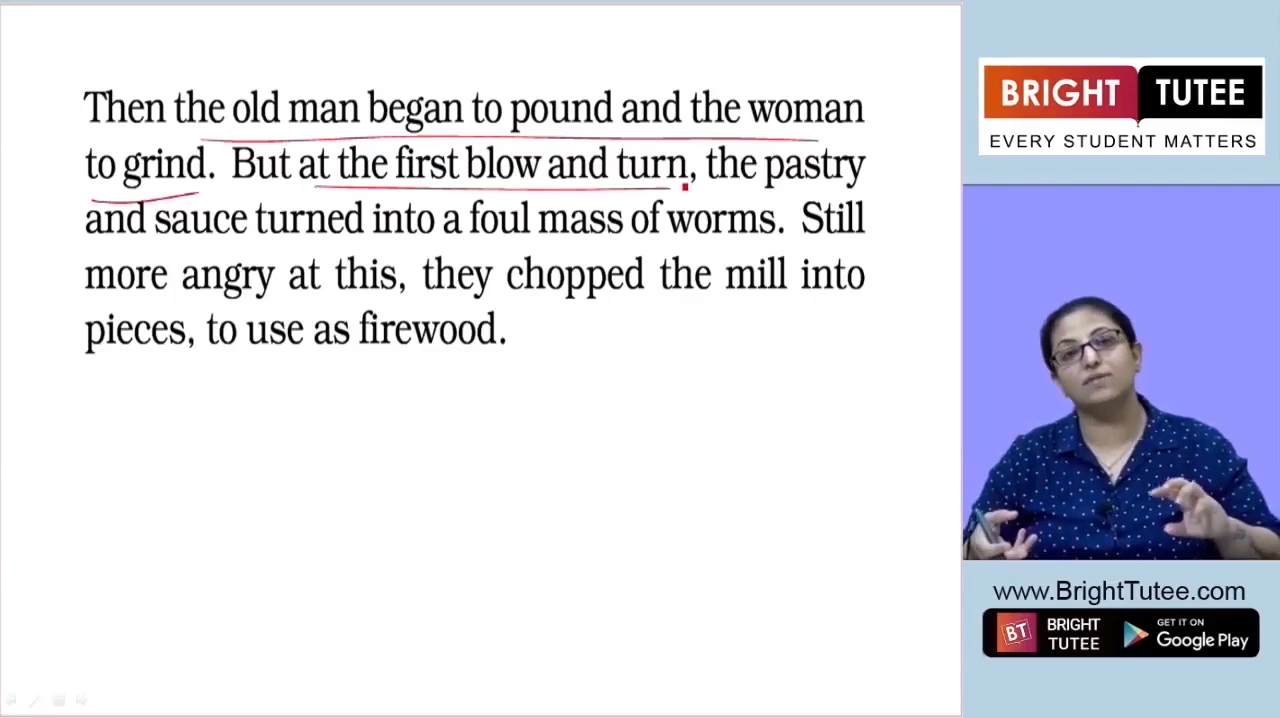 Then the old man began to pound and the woman
to grind. But at the first blow and turn, the pastry
and sauce turned into a foul mass of worms. Still
more angry at this, they chopped the mill into
pieces, to use as firewood.
BRIGHT TUTEE
EVERY STUDENT MATTERS
www.BrightTutee.com
BT
BRIGHT
TUTEE
GET IT ON
Google Play